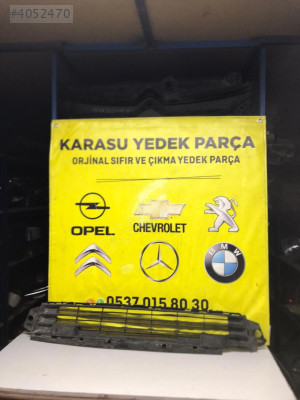 #4052470
KARASU YEDEK PARÇA
ORJİNAL SIFIR VE ÇIKMA YEDEK PARÇA
OPEL
CHEVROLET
BMW
0537 015 80 30